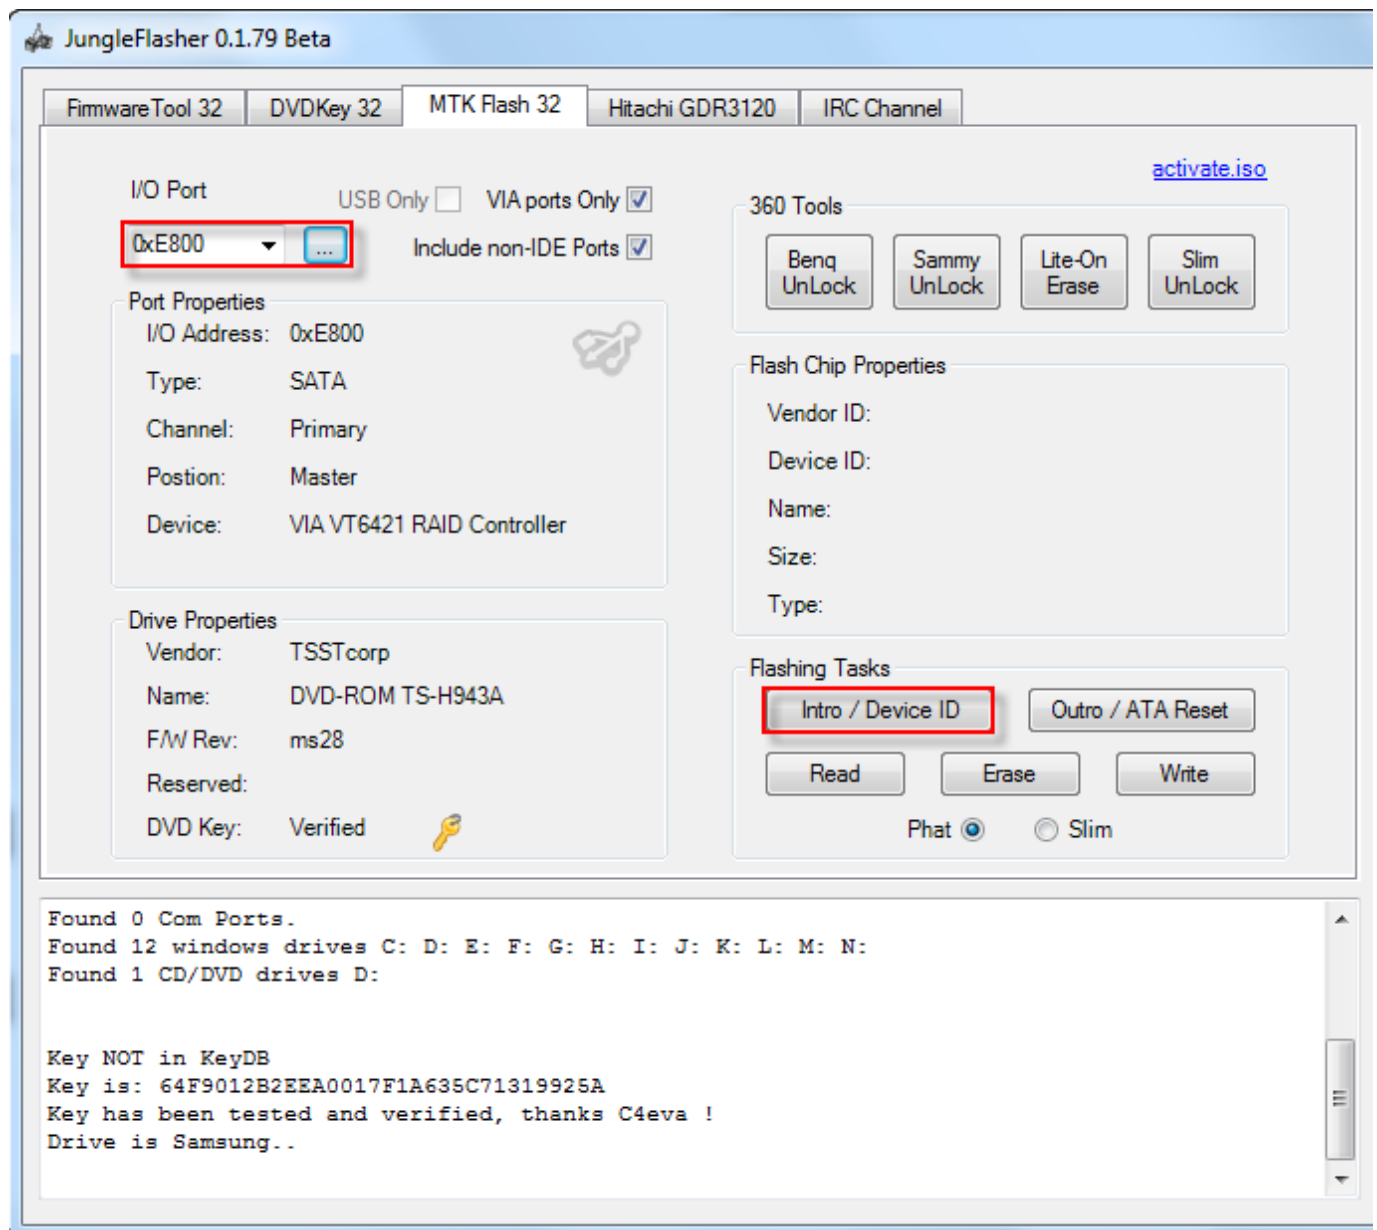 JungleFlasher 0.1.79 Beta
FirmwareTool 32
DVDKey 32
MTK Flash 32
Hitachi GDR3120
IRC Channel
activate.iso
I/O Port
USB Only
VIA ports Only
0xE800
...
Include non-IDE Ports
Port Properties
I/O Address: 0xE800
Type: SATA
Channel: Primary
Postion: Master
Device: VIA VT6421 RAID Controller
Drive Properties
Vendor: TSSTcorp
Name: DVD-ROM TS-H943A
F/W Rev: ms28
Reserved:
DVD Key: Verified
360 Tools
Benq
UnLock
Sammy
UnLock
Lite-On
Erase
Slim
UnLock
Flash Chip Properties
Vendor ID:
Device ID:
Name:
Size:
Type:
Flashing Tasks
Intro / Device ID
Outro / ATA Reset
Read
Erase
Write
Phat
Slim
Found 0 Com Ports.
Found 12 windows drives C: D: E: F: G: H: I: J: K: L: M: N:
Found 1 CD/DVD drives D:
Key NOT in KeyDB
Key is: 64F9012B2EEA0017F1A635C71319925A
Key has been tested and verified, thanks C4eva !
Drive is Samsung..